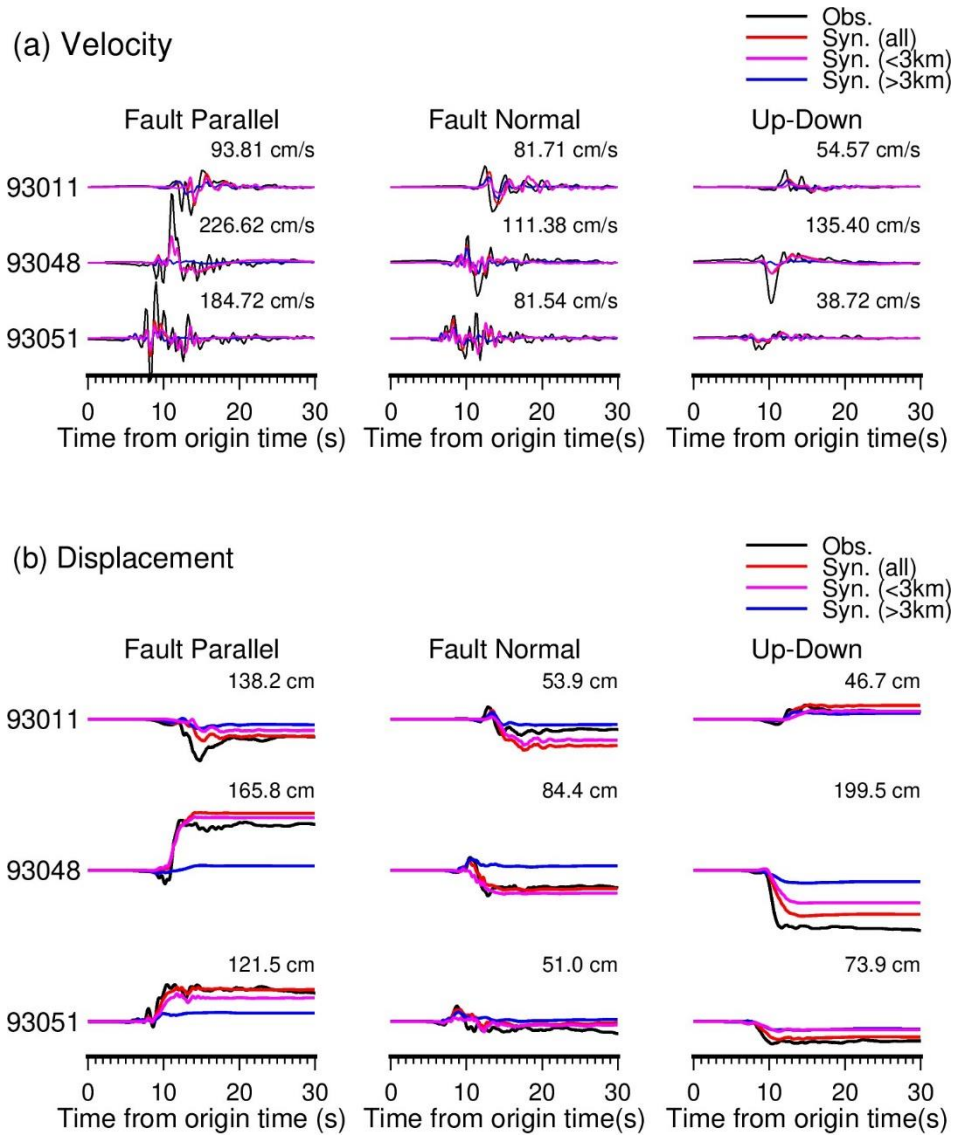 (a) Velocity
Obs.
Syn. (all)
Syn. (<3km)
Syn. (>3km)
Fault Parallel Fault Normal Up-Down
93.81 cm/s 81.71 cm/s 54.57 cm/s
93011
226.62 cm/s 111.38 cm/s 135.40 cm/s
93048
184.72 cm/s 81.54 cm/s 38.72 cm/s
93051
0 10 20 30 0 10 20 30 0 10 20 30
Time from origin time (s) Time from origin time(s) Time from origin time(s)
(b) Displacement
Obs.
Syn. (all)
Syn. (<3km)
Syn. (>3km)
Fault Parallel Fault Normal Up-Down
138.2 cm 53.9 cm 46.7 cm
93011
165.8 cm 84.4 cm 199.5 cm
93048
121.5 cm 51.0 cm 73.9 cm
93051
0 10 20 30 0 10 20 30 0 10 20 30
Time from origin time (s) Time from origin time(s) Time from origin time(s)